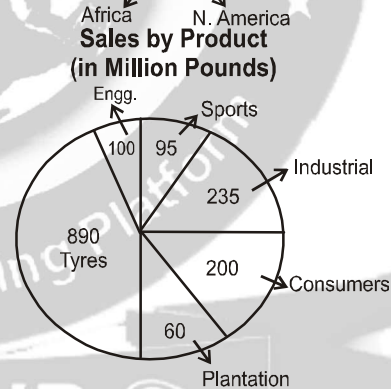 Africa N. America
Sales by Product
(in Million Pounds)
Engg.
Sports
100 95
Industrial
235
890
Tyres
200
Consumers
60
Plantation